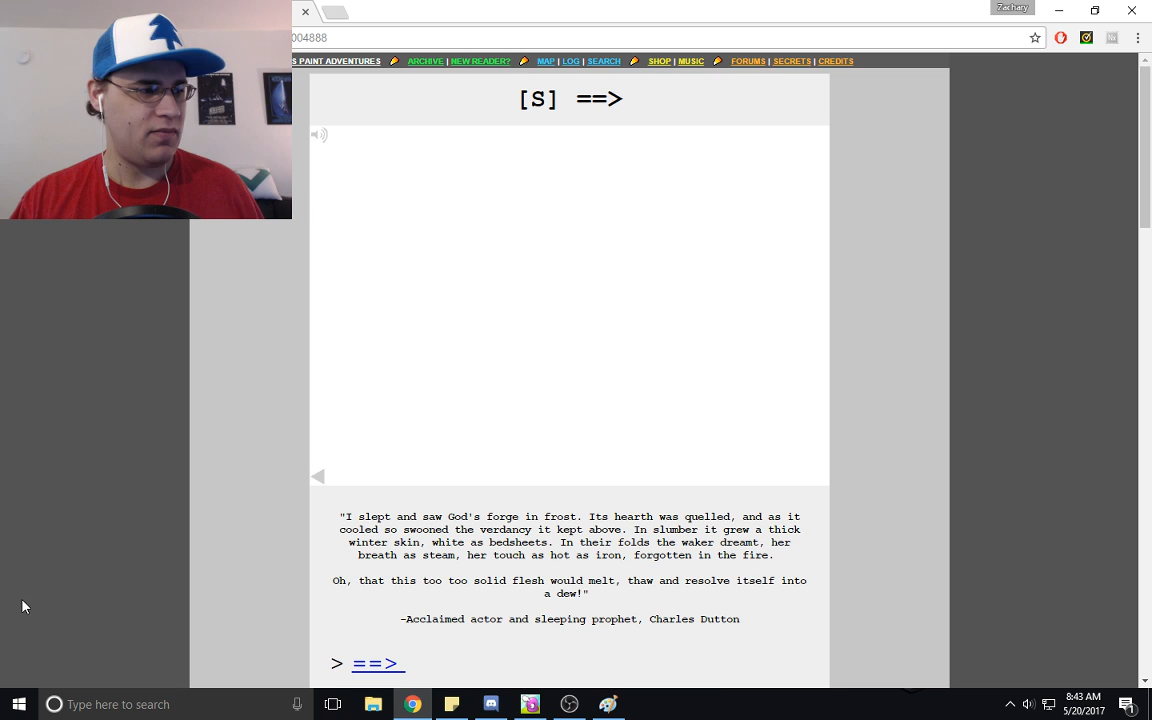 Zachary
004888
S PAINT ADVENTURES ARCHIVE | NEW READER? MAP | LOG | SEARCH SHOP | MUSIC FORUMS | SECRETS | CREDITS
[S] ==>
"I slept and saw God's forge in frost. Its hearth was quelled, and as it
cooled so swooned the verdancy it kept above. In slumber it grew a thick
winter skin, white as bedsheets. In their folds the waker dreamt, her
breath as steam, her touch as hot as iron, forgotten in the fire.
Oh, that this too too solid flesh would melt, thaw and resolve itself into
a dew!"
-Acclaimed actor and sleeping prophet, Charles Dutton
> ==>
Type here to search
8:43 AM
5/20/2017
1